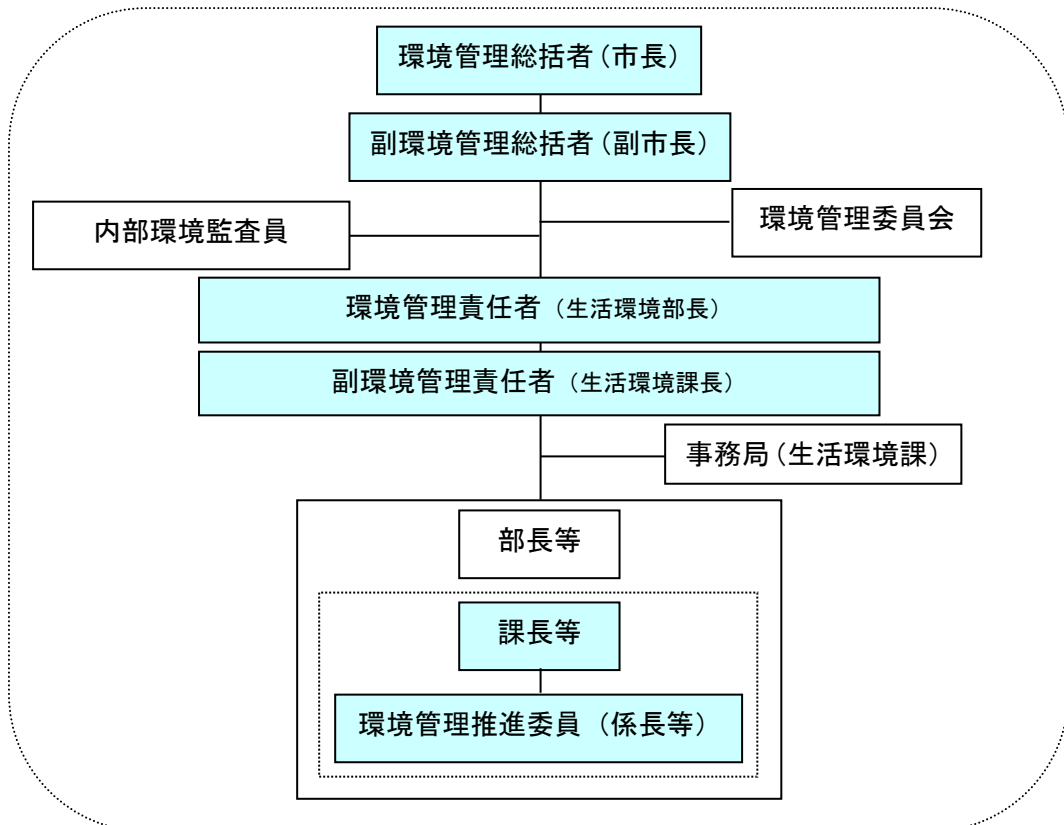 環境管理総括者（市長）
副環境管理総括者（副市長）
環境管理委員会
内部環境監査員
環境管理責任者（生活環境部長）
副環境管理責任者（生活環境課長）
事務局（生活環境課）
部長等
課長等
環境管理推進委員（係長等）